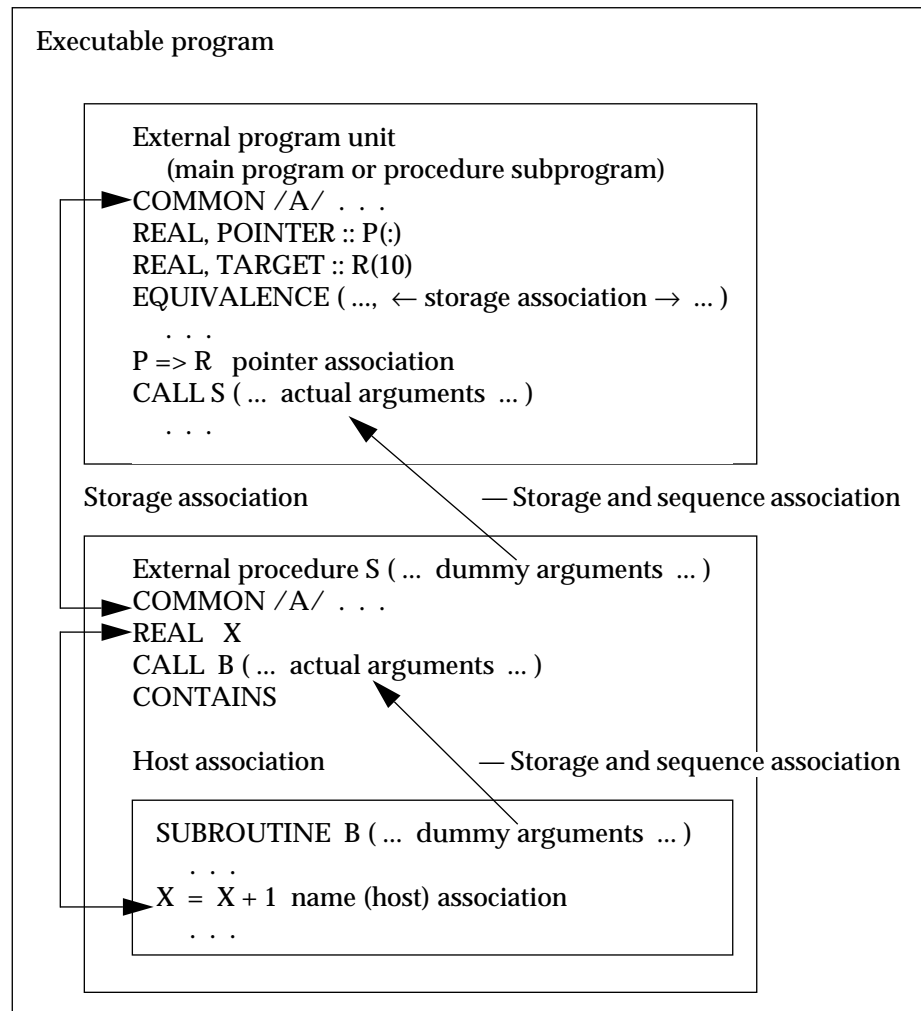 Executable program
External program unit
(main program or procedure subprogram)
COMMON /A/ . . .
REAL, POINTER :: P(:)
REAL, TARGET :: R(10)
EQUIVALENCE ( ..., ← storage association → ... )
. . .
P => R pointer association
CALL S ( ... actual arguments ... )
. . .
Storage association — Storage and sequence association
External procedure S ( ... dummy arguments ... )
COMMON /A/ . . .
REAL X
CALL B ( ... actual arguments ... )
CONTAINS
Host association — Storage and sequence association
SUBROUTINE B ( ... dummy arguments ... )
. . .
X = X + 1 name (host) association
. . .